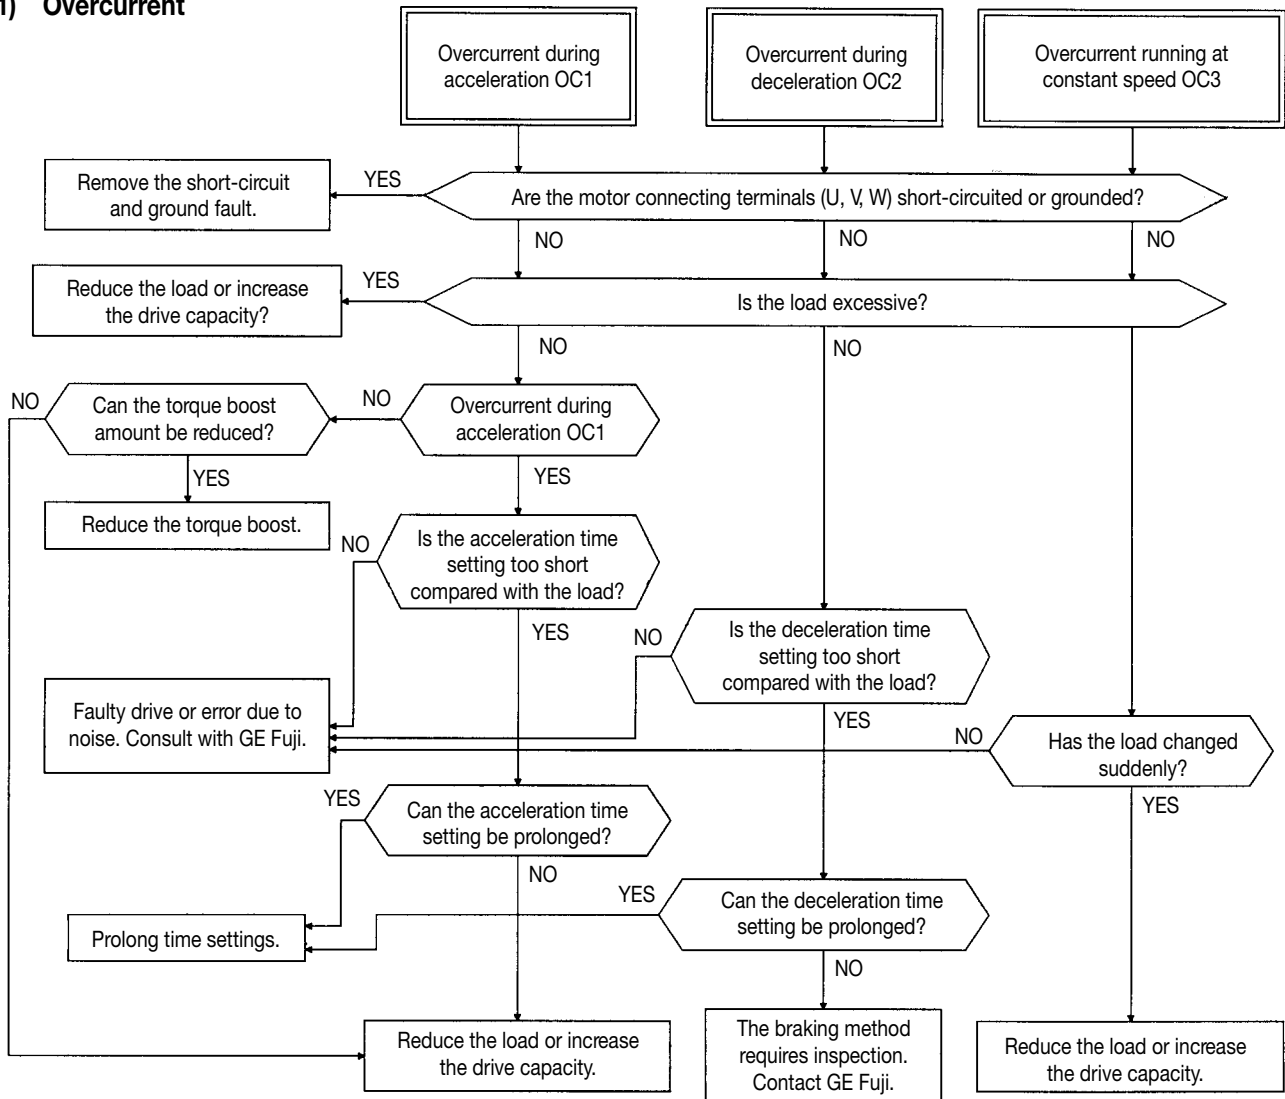 1) Overcurrent
Overcurrent during
acceleration OC1
Overcurrent during
deceleration OC2
Overcurrent running at
constant speed OC3
Remove the short-circuit
and ground fault.
YES
Are the motor connecting terminals (U, V, W) short-circuited or grounded?
NO
NO
NO
Reduce the load or increase
the drive capacity?
YES
Is the load excessive?
NO
NO
NO
Can the torque boost
amount be reduced?
NO
Overcurrent during
acceleration OC1
YES
YES
Reduce the torque boost.
NO
Is the acceleration time
setting too short
compared with the load?
YES
NO
Is the deceleration time
setting too short
compared with the load?
YES
Faulty drive or error due to
noise. Consult with GE Fuji.
NO
Has the load changed
suddenly?
YES
YES
Can the acceleration time
setting be prolonged?
NO
YES
Can the deceleration time
setting be prolonged?
NO
Prolong time settings.
Reduce the load or increase
the drive capacity.
The braking method
requires inspection.
Contact GE Fuji.
Reduce the load or increase
the drive capacity.